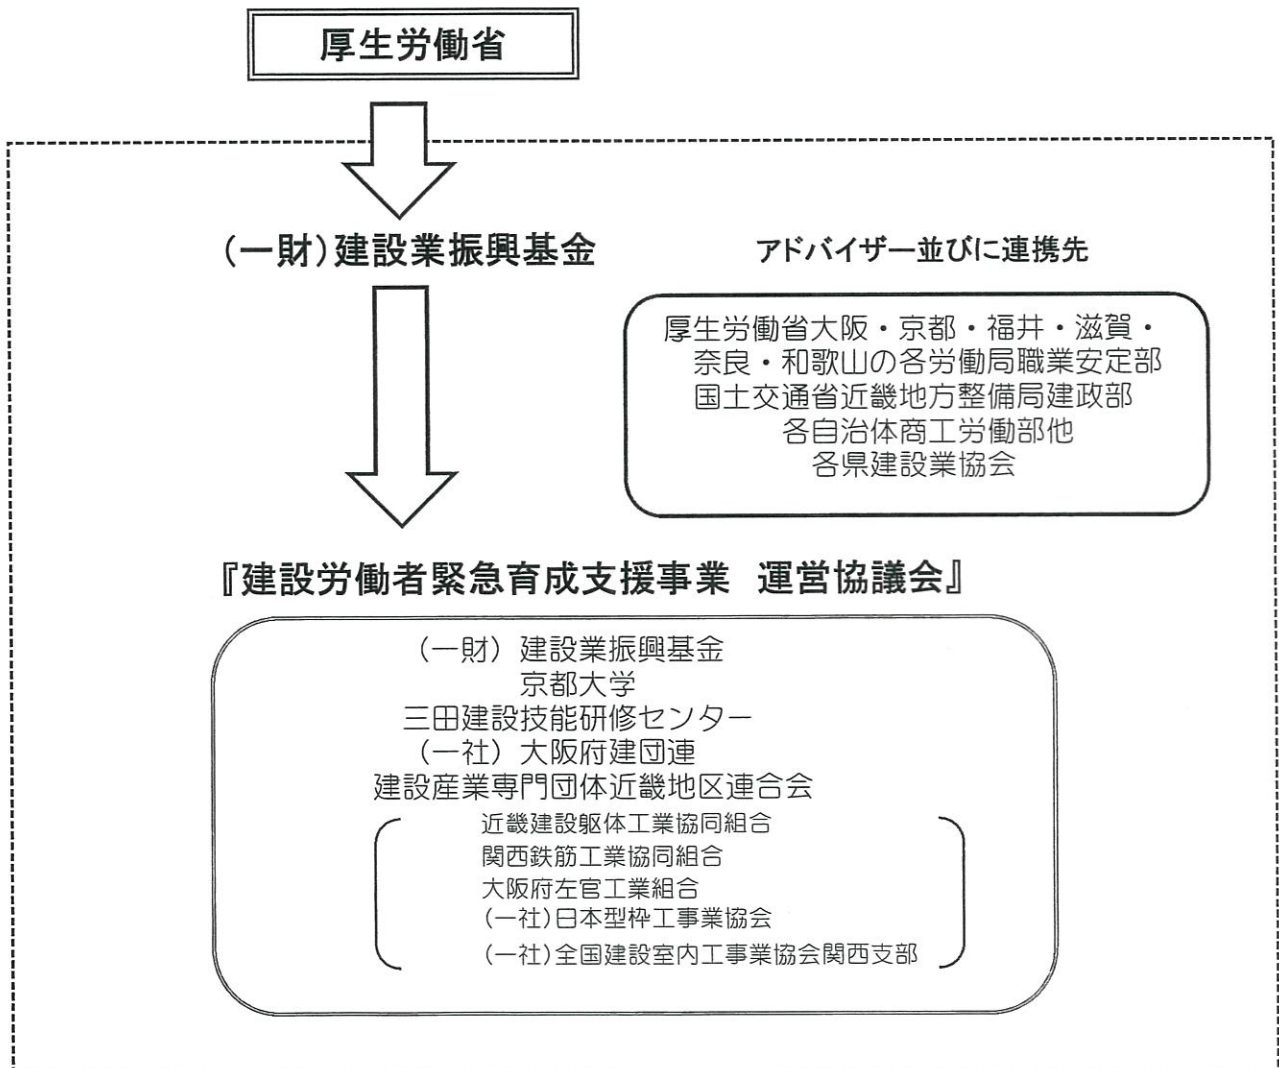 厚生労働省
(一財)建設業振興基金
アドバイザー並びに連携先
厚生労働省大阪・京都・福井・滋賀・
奈良・和歌山の各労働局職業安定部
国土交通省近畿地方整備局建政部
各自治体商工労働部他
各県建設業協会
『建設労働者緊急育成支援事業 運営協議会』
(一財) 建設業振興基金
京都大学
三田建設技能研修センター
(一社) 大阪府建団連
建設産業専門団体近畿地区連合会
近畿建設躯体工業協同組合
関西鉄筋工業協同組合
大阪府左官工業組合
(一社)日本型枠工事業協会
(一社)全国建設室内工事業協会関西支部